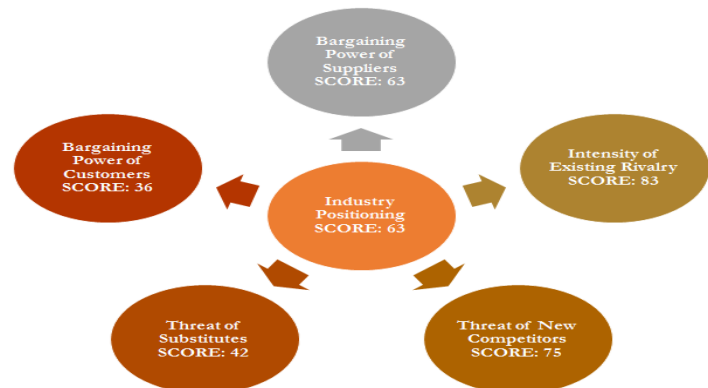 Bargaining
Power of
Suppliers
SCORE: 63
Bargaining
Power of
Customers
SCORE: 36
Intensity of
Existing Rivalry
SCORE: 83
Industry
Positioning
SCORE: 63
Threat of
Substitutes
SCORE: 42
Threat of New
Competitors
SCORE: 75